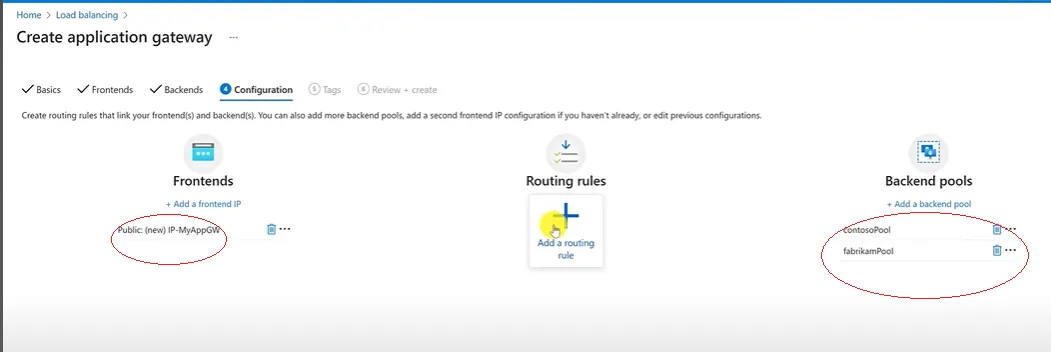 Home > Load balancing >
Create application gateway ...
Basics Frontends Backends 4 Configuration 5 Tags 6 Review + create
Create routing rules that link your frontend(s) and backend(s). You can also add more backend pools, add a second frontend IP configuration if you haven't already, or edit previous configurations.
Frontends
+ Add a frontend IP
Public: (new) IP-MyAppGW
Routing rules
Add a routing
rule
Backend pools
+ Add a backend pool
contosoPool
fabrikamPool